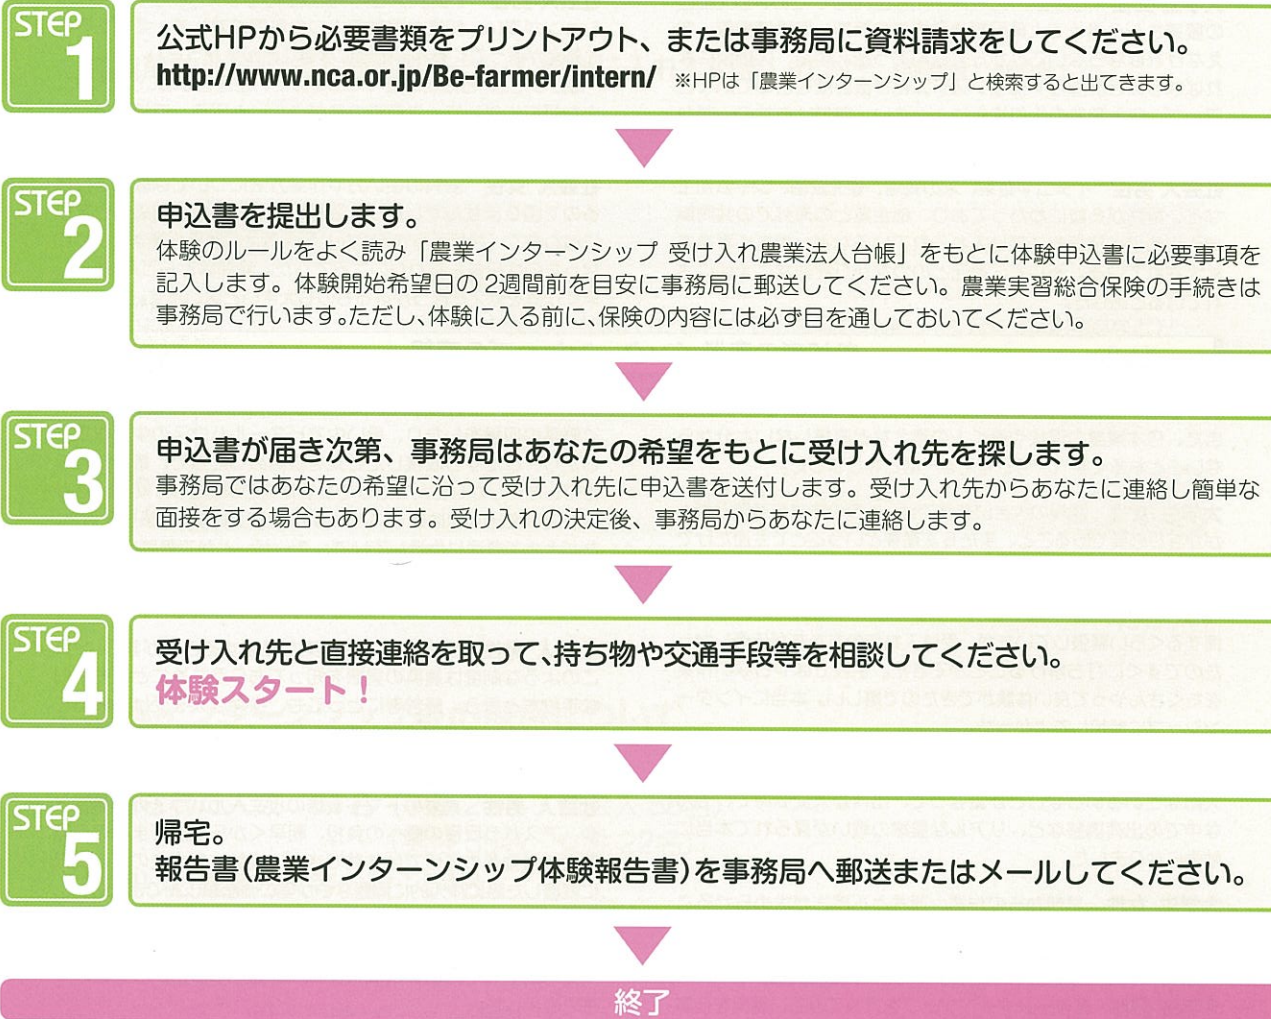 STEP 1
公式HPから必要書類をプリントアウト、または事務局に資料請求をしてください。
http://www.nca.or.jp/Be-farmer/intern/ ※HPは「農業インターンシップ」と検索すると出てきます。
STEP 2
申込書を提出します。
体験のルールをよく読み「農業インターンシップ 受け入れ農業法人台帳」をもとに体験申込書に必要事項を
記入します。体験開始希望日の2週間前を目安に事務局に郵送してください。農業実習総合保険の手続きは
事務局で行います。ただし、体験に入る前に、保険の内容には必ず目を通しておいてください。
STEP 3
申込書が届き次第、事務局はあなたの希望をもとに受け入れ先を探します。
事務局ではあなたの希望に沿って受け入れ先に申込書を送付します。受け入れ先からあなたに連絡し簡単な
面接をする場合もあります。受け入れの決定後、事務局からあなたに連絡します。
STEP 4
受け入れ先と直接連絡を取って、持ち物や交通手段等を相談してください。
体験スタート！
STEP 5
帰宅。
報告書(農業インターンシップ体験報告書)を事務局へ郵送またはメールしてください。
終了